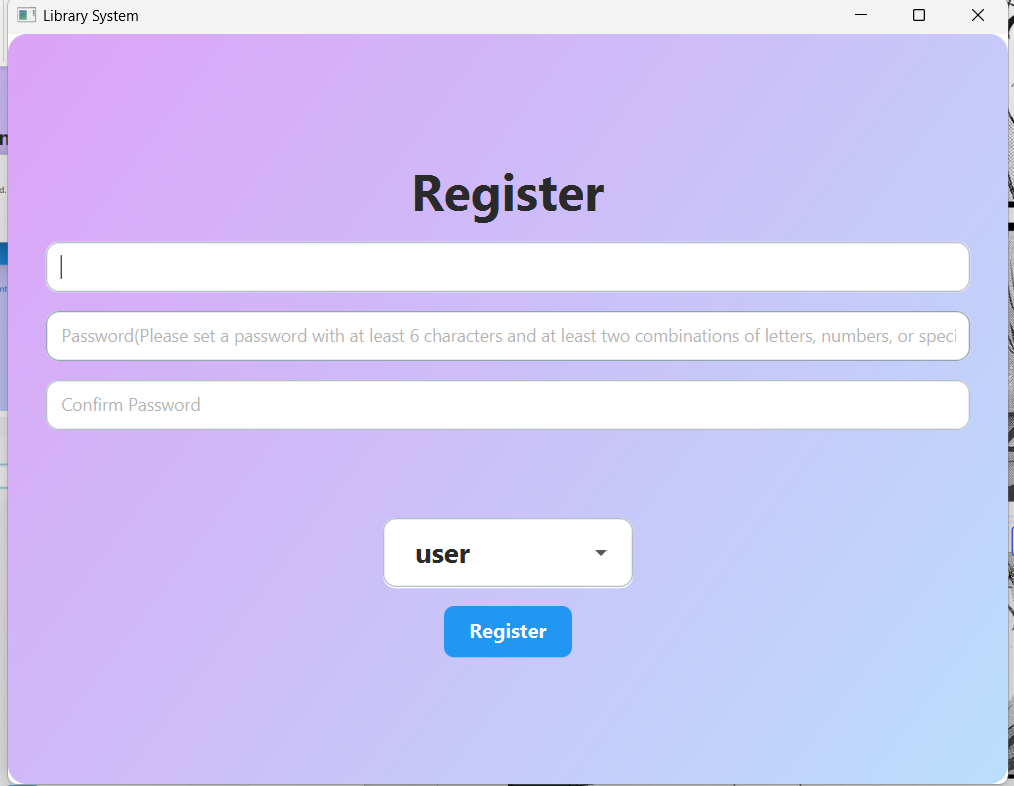 Library System
Register
Password(Please set a password with at least 6 characters and at least two combinations of letters, numbers, or speci
Confirm Password
user
Register